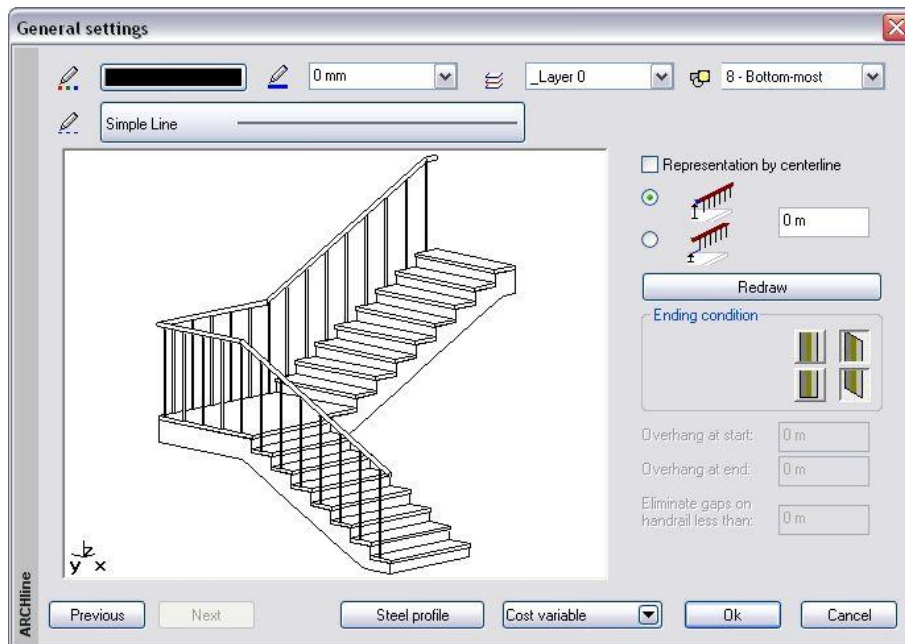 General settings
0 mm
_Layer 0
8 - Bottom-most
Simple Line
Representation by centerline
0 m
Redraw
Ending condition
Overhang at start:
0 m
Overhang at end:
0 m
Eliminate gaps on
handrail less than:
0 m
z
y x
ARCHline
Previous
Next
Steel profile
Cost variable
Ok
Cancel